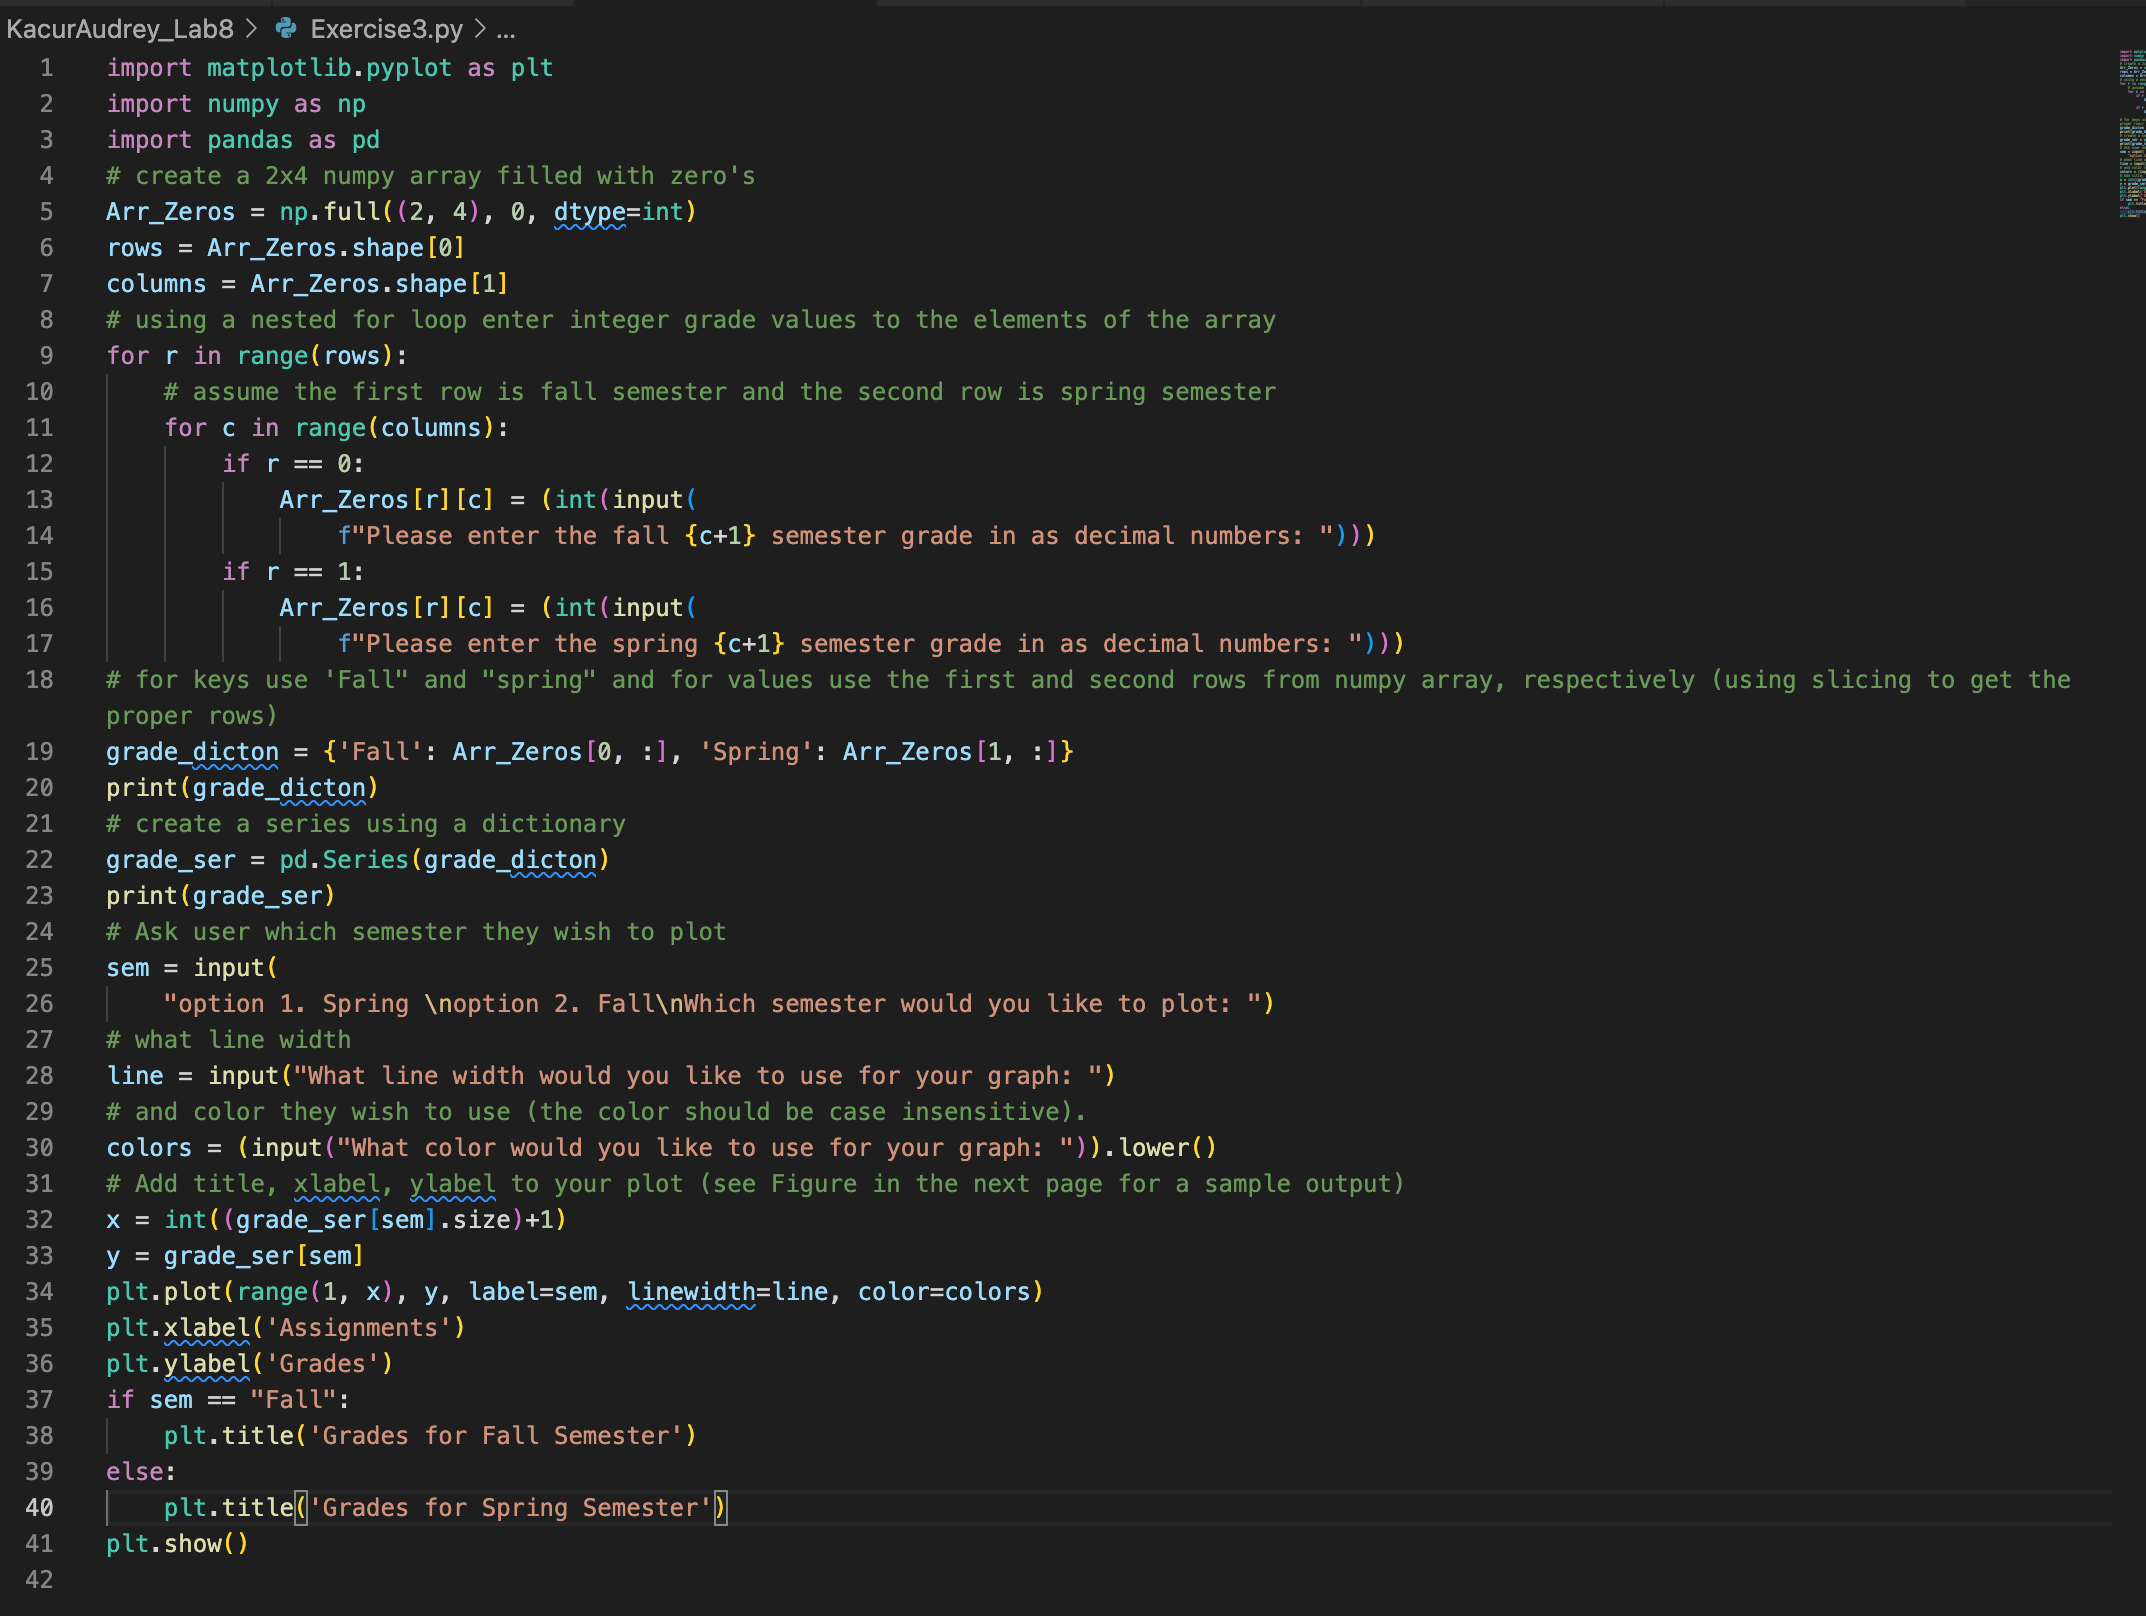 KacurAudrey_Lab8 > Exercise3.py > ...
1 import matplotlib.pyplot as plt
2 import numpy as np
3 import pandas as pd
4 # create a 2x4 numpy array filled with zero's
5 Arr_Zeros = np.full((2, 4), 0, dtype=int)
6 rows = Arr_Zeros.shape[0]
7 columns = Arr_Zeros.shape[1]
8 # using a nested for loop enter integer grade values to the elements of the array
9 for r in range(rows):
10     # assume the first row is fall semester and the second row is spring semester
11     for c in range(columns):
12         if r == 0:
13             Arr_Zeros[r][c] = (int(input(
14                 f"Please enter the fall {c+1} semester grade in as decimal numbers: ")))
15         if r == 1:
16             Arr_Zeros[r][c] = (int(input(
17                 f"Please enter the spring {c+1} semester grade in as decimal numbers: ")))
18 # for keys use 'Fall" and "spring" and for values use the first and second rows from numpy array, respectively (using slicing to get the
proper rows)
19 grade_dicton = {'Fall': Arr_Zeros[0, :], 'Spring': Arr_Zeros[1, :]}
20 print(grade_dicton)
21 # create a series using a dictionary
22 grade_ser = pd.Series(grade_dicton)
23 print(grade_ser)
24 # Ask user which semester they wish to plot
25 sem = input(
26     "option 1. Spring \noption 2. Fall\nWhich semester would you like to plot: ")
27 # what line width
28 line = input("What line width would you like to use for your graph: ")
29 # and color they wish to use (the color should be case insensitive).
30 colors = (input("What color would you like to use for your graph: ")).lower()
31 # Add title, xlabel, ylabel to your plot (see Figure in the next page for a sample output)
32 x = int((grade_ser[sem].size)+1)
33 y = grade_ser[sem]
34 plt.plot(range(1, x), y, label=sem, linewidth=line, color=colors)
35 plt.xlabel('Assignments')
36 plt.ylabel('Grades')
37 if sem == "Fall":
38     plt.title('Grades for Fall Semester')
39 else:
40     plt.title('Grades for Spring Semester')
41 plt.show()
42